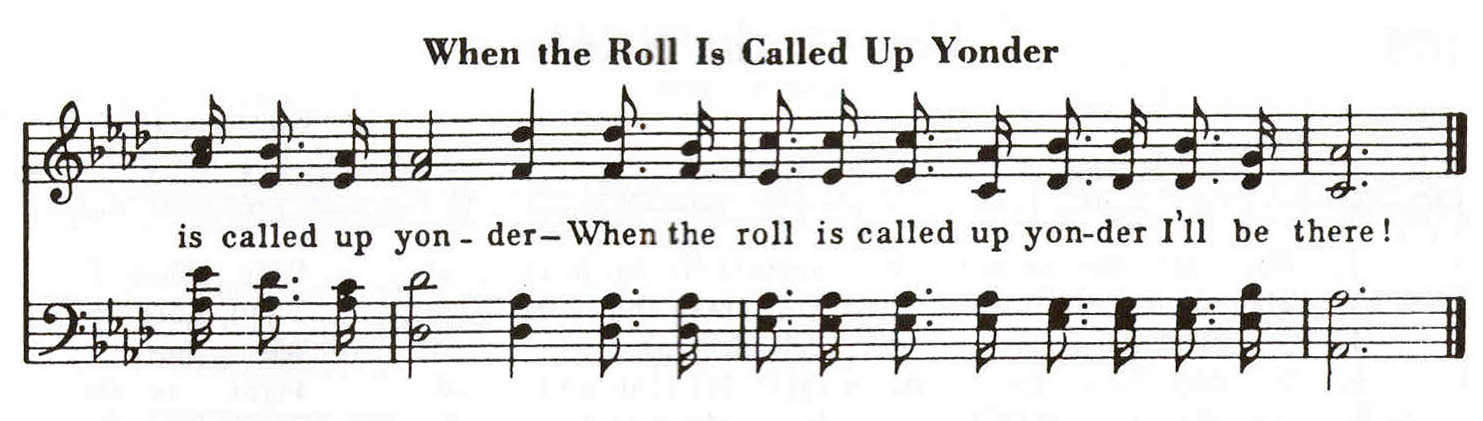 When the Roll Is Called Up Yonder
is called up yon - der—When the roll is called up yon-der I'll be there!